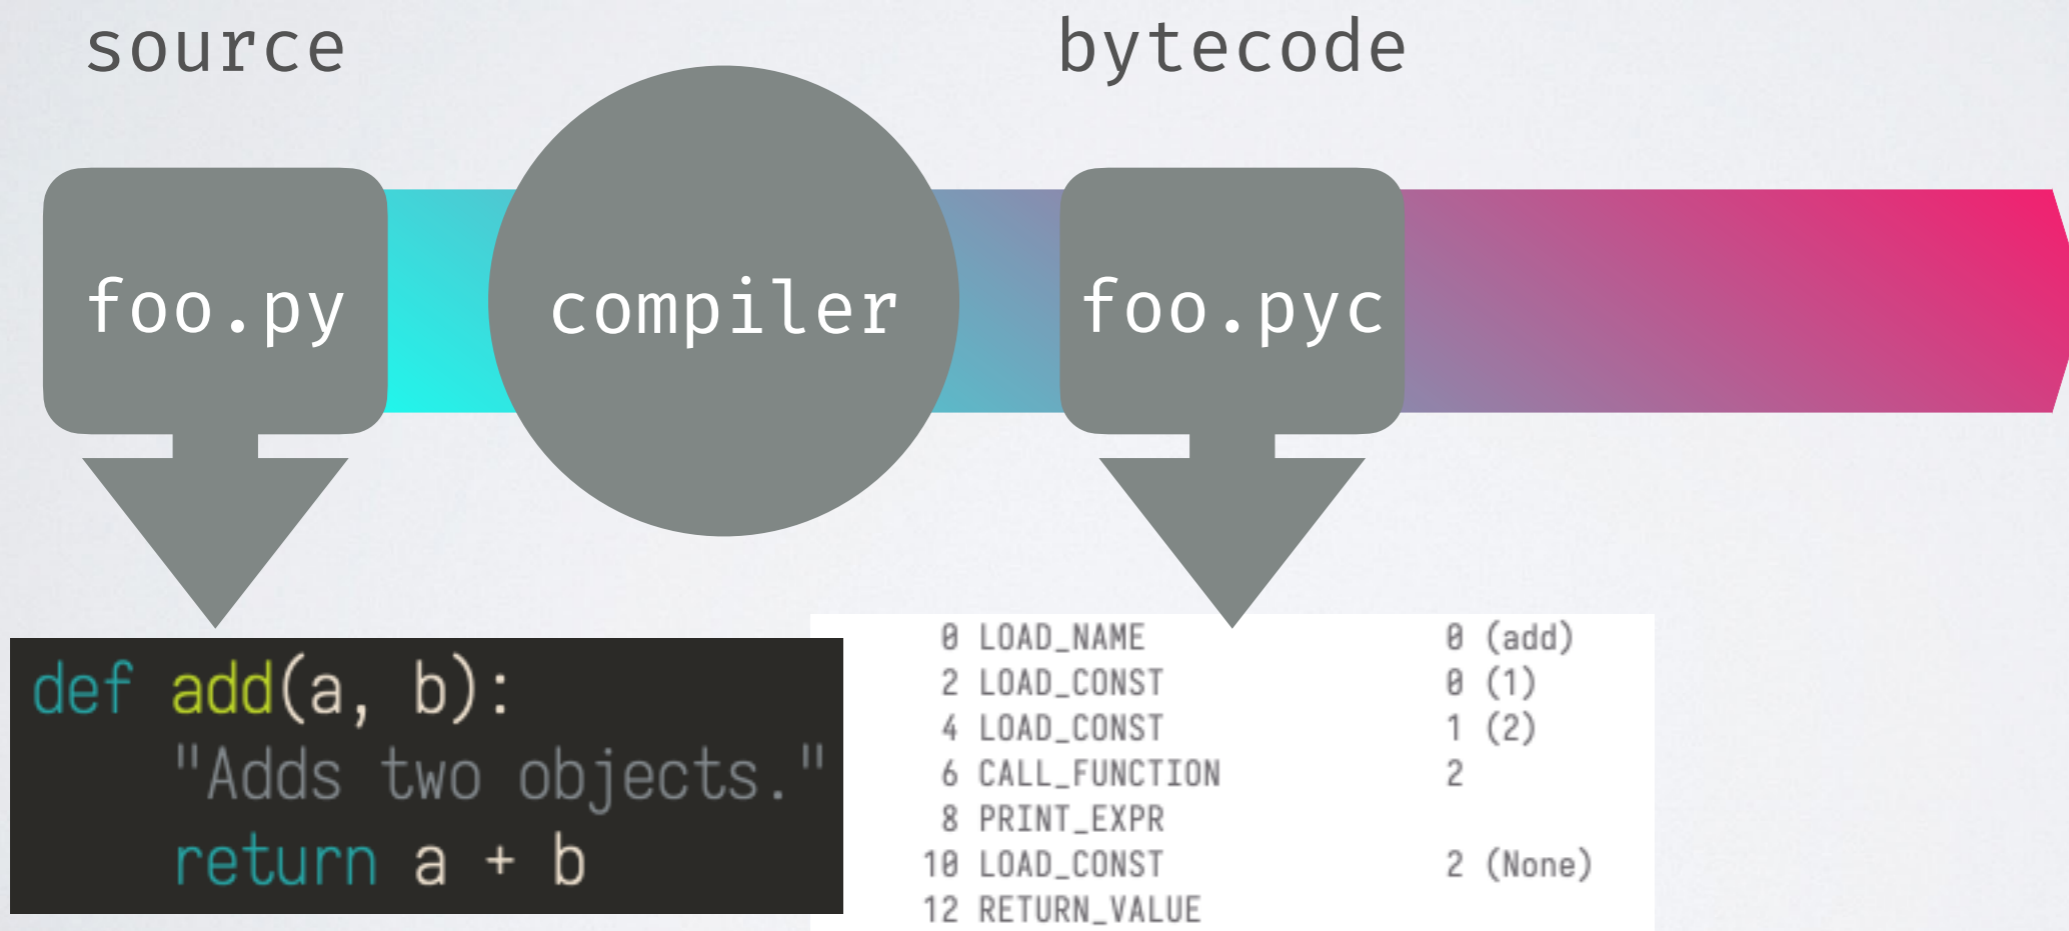 source
bytecode
foo.py
compiler
foo.pyc
def add(a, b):
"Adds two objects."
return a + b
0 LOAD_NAME 0 (add)
2 LOAD_CONST 0 (1)
4 LOAD_CONST 1 (2)
6 CALL_FUNCTION 2
8 PRINT_EXPR
10 LOAD_CONST 2 (None)
12 RETURN_VALUE